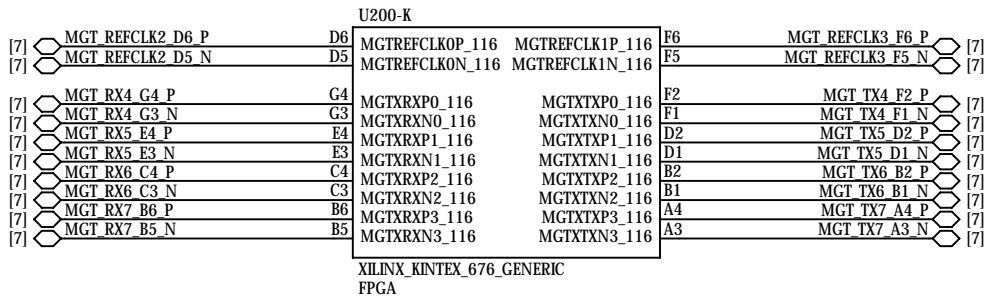 U200-K
[7] MGT_REFCLK2_D6_P D6 MGTREFCLK0P_116 MGTREFCLK1P_116 F6 MGT_REFCLK3_F6_P [7]
[7] MGT_REFCLK2_D5_N D5 MGTREFCLK0N_116 MGTREFCLK1N_116 F5 MGT_REFCLK3_F5_N [7]
[7] MGT_RX4_G4_P G4 MGTXRXP0_116 MGTXTXP0_116 F2 MGT_TX4_F2_P [7]
[7] MGT_RX4_G3_N G3 MGTXRXN0_116 MGTXTXN0_116 F1 MGT_TX4_F1_N [7]
[7] MGT_RX5_E4_P E4 MGTXRXP1_116 MGTXTXP1_116 D2 MGT_TX5_D2_P [7]
[7] MGT_RX5_E3_N E3 MGTXRXN1_116 MGTXTXN1_116 D1 MGT_TX5_D1_N [7]
[7] MGT_RX6_C4_P C4 MGTXRXP2_116 MGTXTXP2_116 B2 MGT_TX6_B2_P [7]
[7] MGT_RX6_C3_N C3 MGTXRXN2_116 MGTXTXN2_116 B1 MGT_TX6_B1_N [7]
[7] MGT_RX7_B6_P B6 MGTXRXP3_116 MGTXTXP3_116 A4 MGT_TX7_A4_P [7]
[7] MGT_RX7_B5_N B5 MGTXRXN3_116 MGTXTXN3_116 A3 MGT_TX7_A3_N [7]
XILINX_KINTEX_676_GENERIC
FPGA